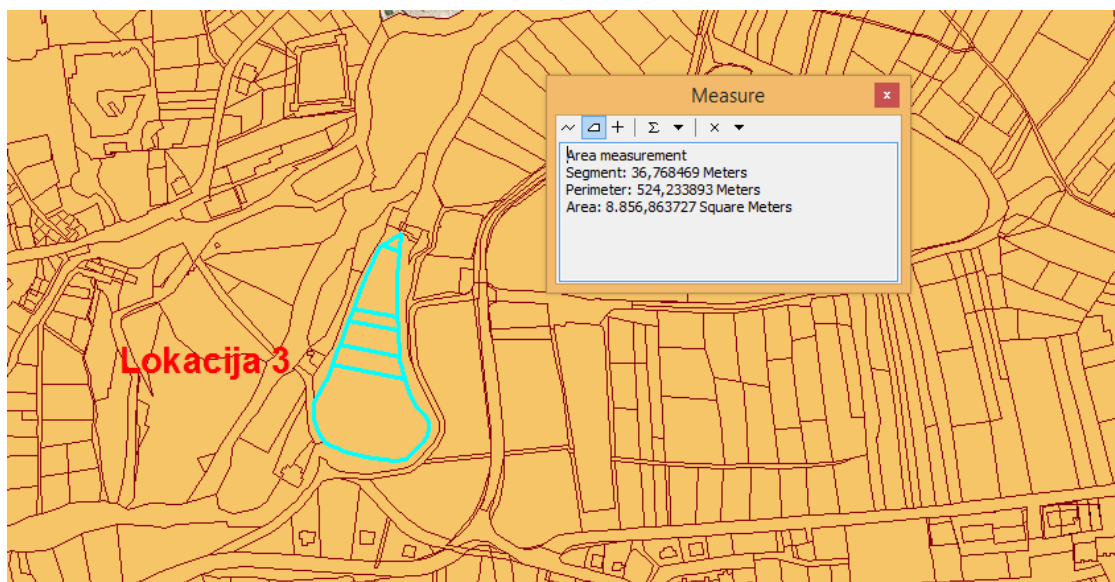 Measure
Area measurement
Segment: 36,768469 Meters
Perimeter: 524,233893 Meters
Area: 8.856,863727 Square Meters
Lokacija 3